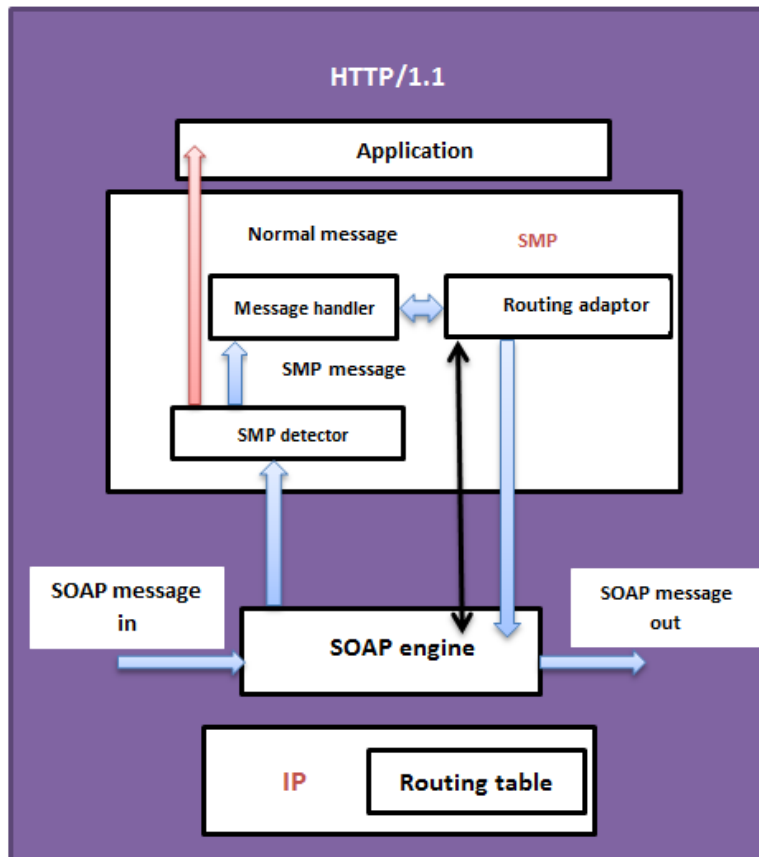 HTTP/1.1
Application
Normal message
SMP
Message handler
Routing adaptor
SMP message
SMP detector
SOAP message
in
SOAP message
out
SOAP engine
IP
Routing table